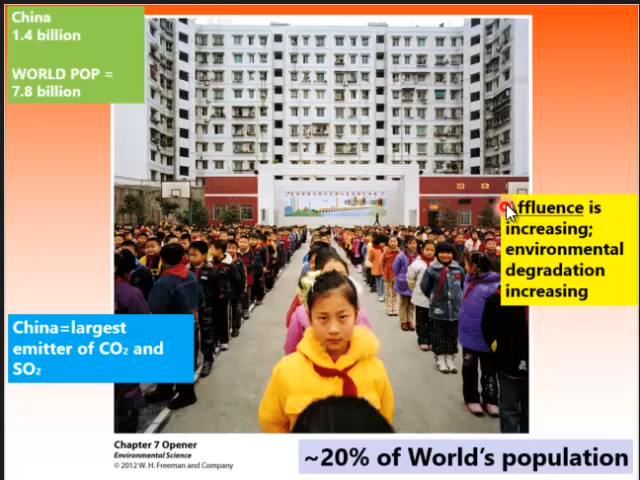 China
1.4 billion
WORLD POP =
7.8 billion
ffluence is
increasing;
environmental
degradation
increasing
China=largest
emitter of CO₂ and
SO₂
Chapter 7 Opener
Environmental Science
© 2012 W. H. Freeman and Company
~20% of World's population